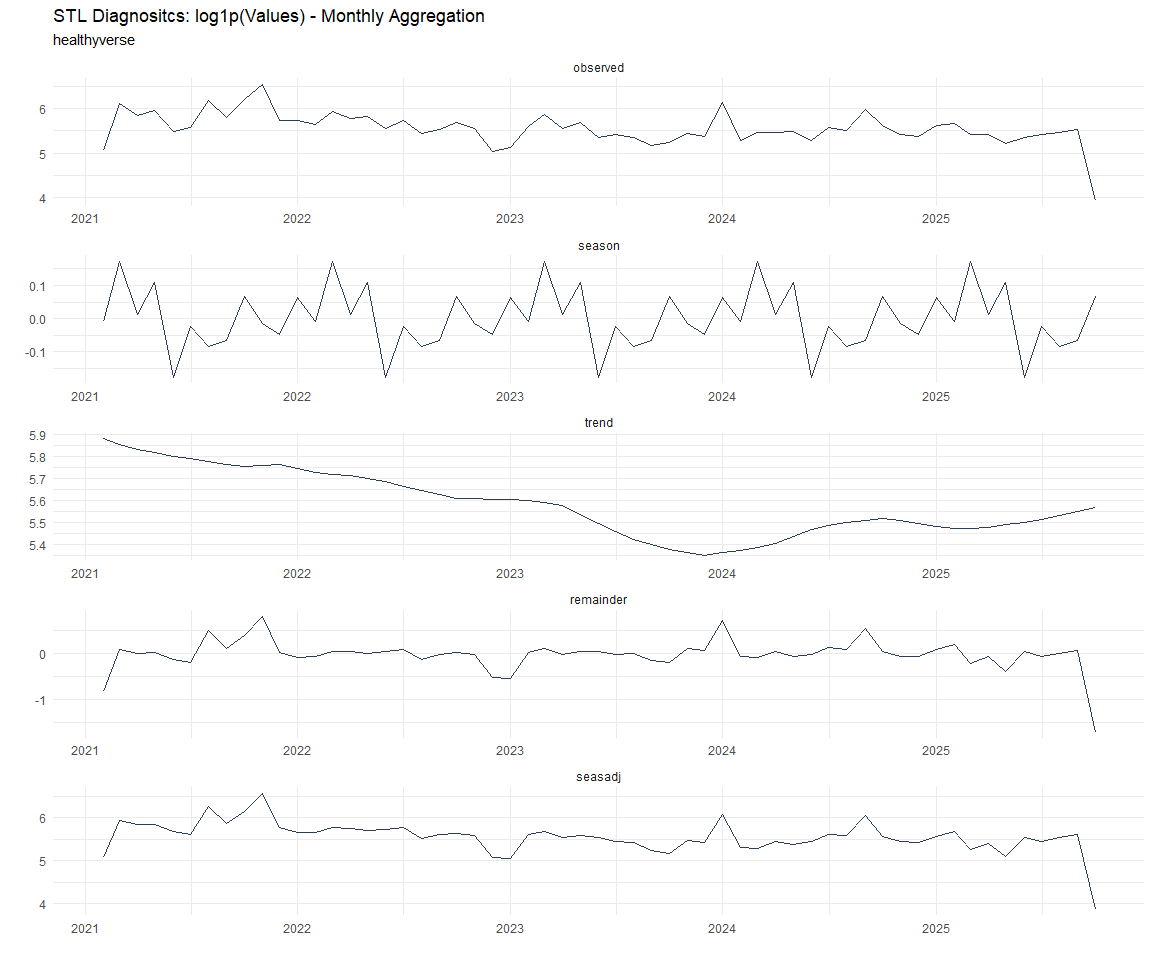 STL Diagnositcs: log1p(Values) - Monthly Aggregation
healthyverse
observed
6
5
4
2021 2022 2023 2024 2025
season
0.1
0.0
-0.1
2021 2022 2023 2024 2025
trend
5.9
5.8
5.7
5.6
5.5
5.4
2021 2022 2023 2024 2025
remainder
0
-1
2021 2022 2023 2024 2025
seasadj
6
5
4
2021 2022 2023 2024 2025